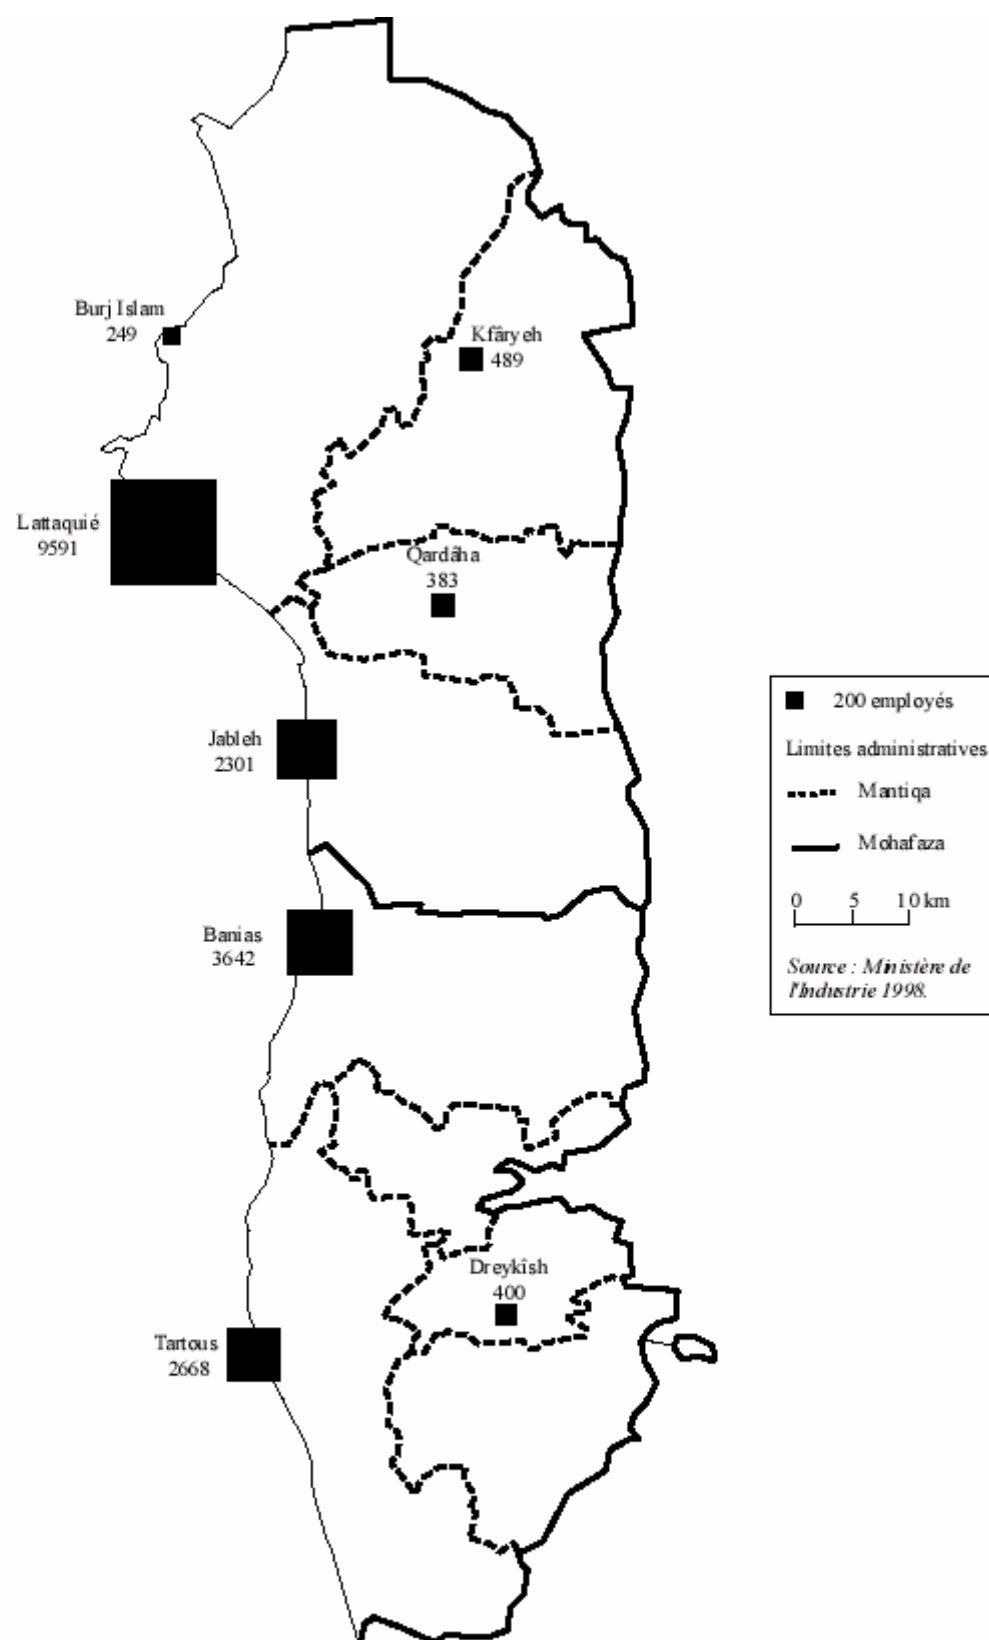 Burj Islam
249
Kfâryeh
489
Lattaquié
9591
Qardâha
383
Jableh
2301
Banias
3642
Dreykîsh
400
Tartous
2668
200 employés
Limites administratives
Mantiqa
Mohafaza
0 5 10 km
Source : Ministère de
l'Industrie 1998.